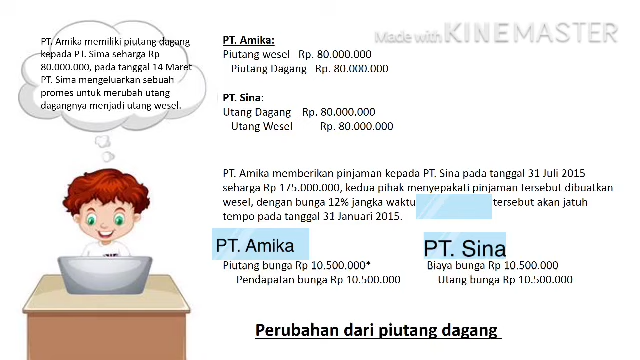 PT. Amika memiliki piutang dagang
kepada PT. Sima seharga Rp
80.000.000, pada tanggal 14 Maret
PT. Sima mengeluarkan sebuah
promes untuk merubah utang
dagangnya menjadi utang wesel.
Made with KINEMASTER
PT. Amika:
Piutang wesel Rp. 80.000.000
Piutang Dagang Rp. 80.000.000
PT. Sina:
Utang Dagang Rp. 80.000.000
Utang Wesel Rp. 80.000.000
PT. Amika memberikan pinjaman kepada PT. Sina pada tanggal 31 Juli 2015
seharga Rp 175.000.000, kedua pihak menyepakati pinjaman tersebut dibuatkan
wesel, dengan bunga 12% jangka waktu tersebut akan jatuh
tempo pada tanggal 31 Januari 2015.
PT. Amika
Piutang bunga Rp 10.500.000*
Pendapatan bunga Rp 10.500.000
PT. Sina
Biaya bunga Rp 10.500.000
Utang bunga Rp 10.500.000
Perubahan dari piutang dagang